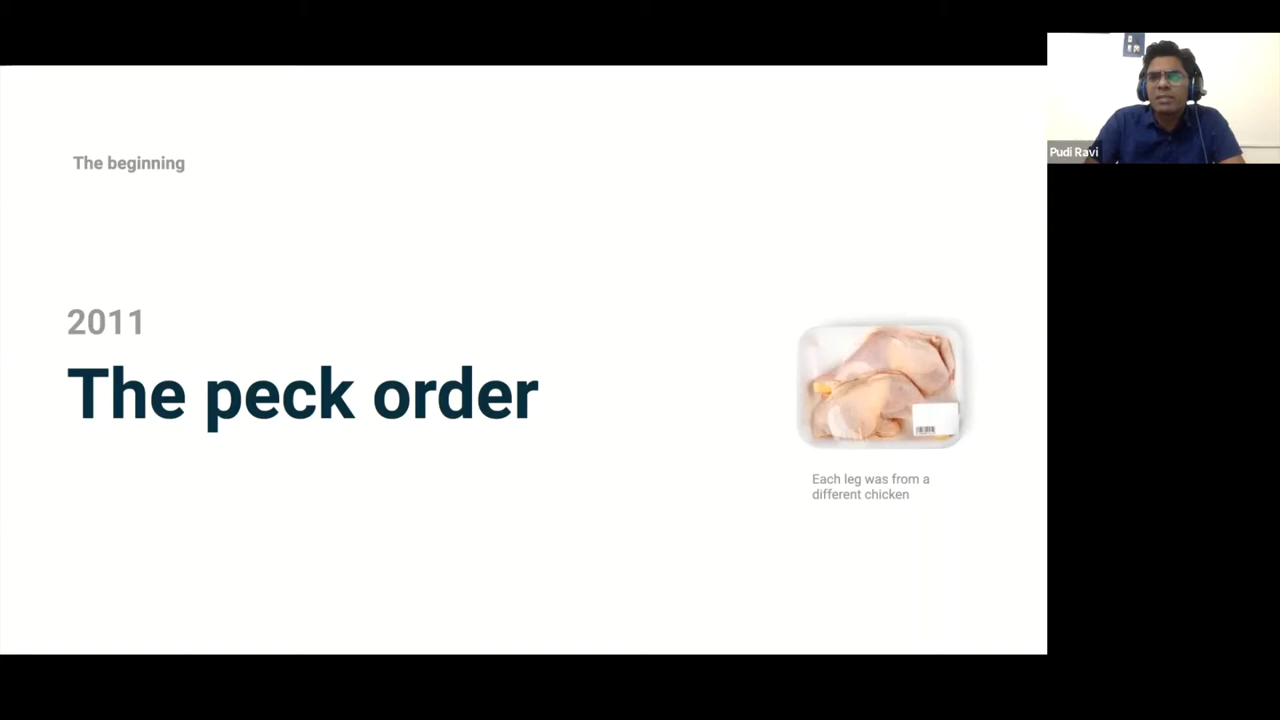 The beginning
2011
The peck order
Each leg was from a
different chicken
Pudi Ravi